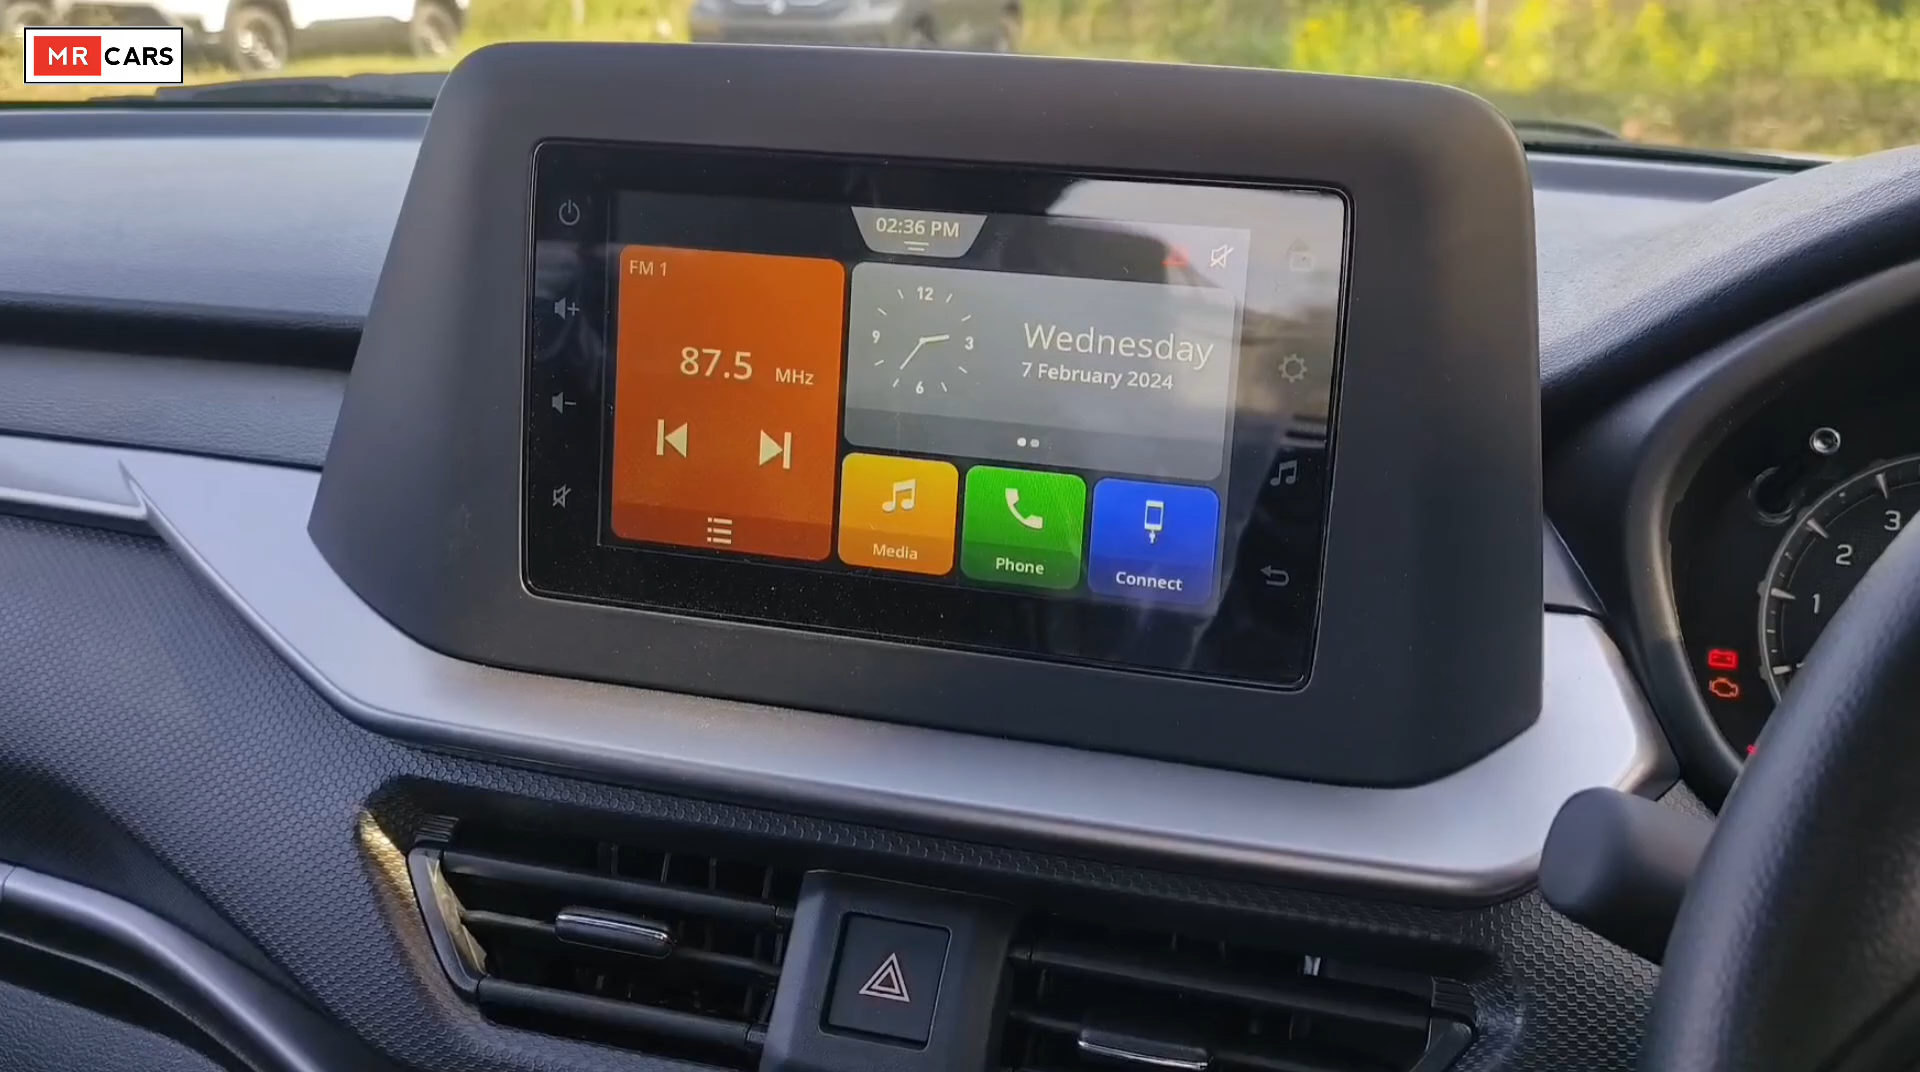 MR CARS
02:36 PM
FM 1
87.5 MHz
12
9
3
6
Wednesday
7 February 2024
Media
Phone
Connect
3
2
1